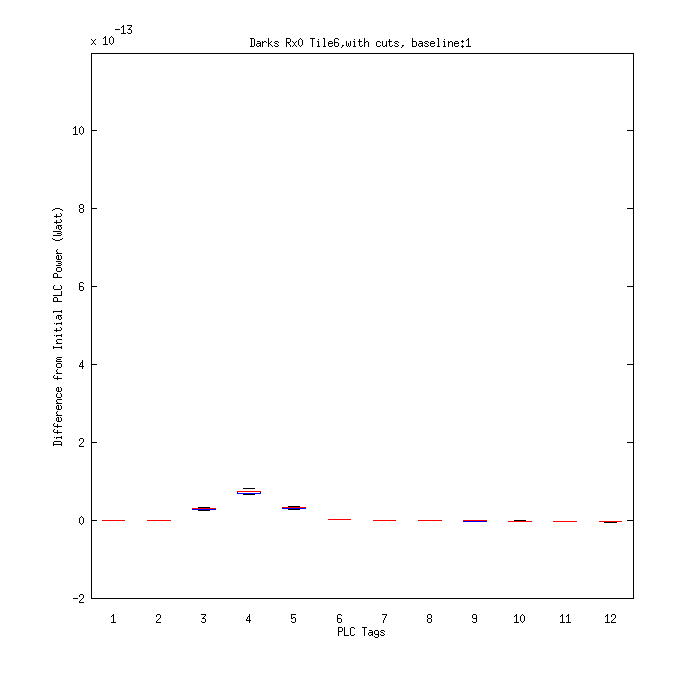 -13
x 10
Darks Rx0 Tile6,with cuts, baseline:1
10
8
6
4
2
0
-2
Difference from Initial PLC Power (Watt)
1 2 3 4 5 6 7 8 9 10 11 12
PLC Tags